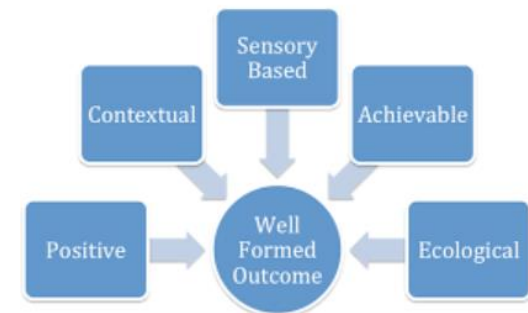 Sensory
Based
Contextual
Achievable
Positive
Well
Formed
Outcome
Ecological